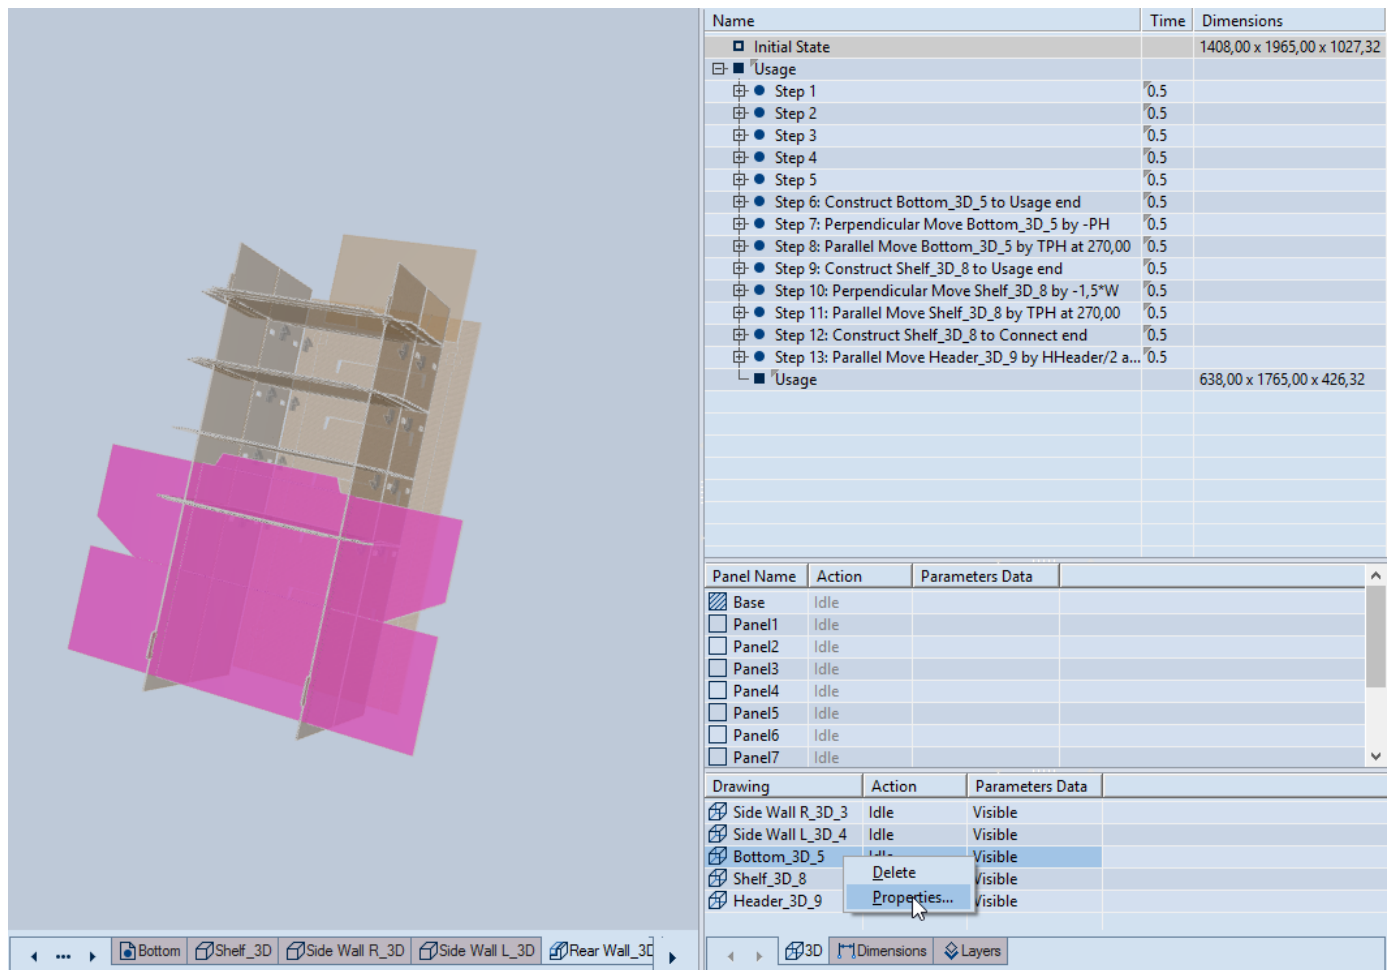 Name Time Dimensions
Initial State 1408,00 x 1965,00 x 1027,32
Usage
Step 1 0.5
Step 2 0.5
Step 3 0.5
Step 4 0.5
Step 5 0.5
Step 6: Construct Bottom_3D_5 to Usage end 0.5
Step 7: Perpendicular Move Bottom_3D_5 by -PH 0.5
Step 8: Parallel Move Bottom_3D_5 by TPH at 270,00 0.5
Step 9: Construct Shelf_3D_8 to Usage end 0.5
Step 10: Perpendicular Move Shelf_3D_8 by -1,5*W 0.5
Step 11: Parallel Move Shelf_3D_8 by TPH at 270,00 0.5
Step 12: Construct Shelf_3D_8 to Connect end 0.5
Step 13: Parallel Move Header_3D_9 by HHeader/2 a... 0.5
Usage 638,00 x 1765,00 x 426,32
Panel Name Action Parameters Data
Base Idle
Panel1 Idle
Panel2 Idle
Panel3 Idle
Panel4 Idle
Panel5 Idle
Panel6 Idle
Panel7 Idle
Drawing Action Parameters Data
Side Wall R_3D_3 Idle Visible
Side Wall L_3D_4 Idle Visible
Bottom_3D_5 Idle Visible
Delete
Shelf_3D_8 Visible
Properties...
Header_3D_9 Visible
... Bottom Shelf_3D Side Wall R_3D Side Wall L_3D Rear Wall_3D
3D Dimensions Layers